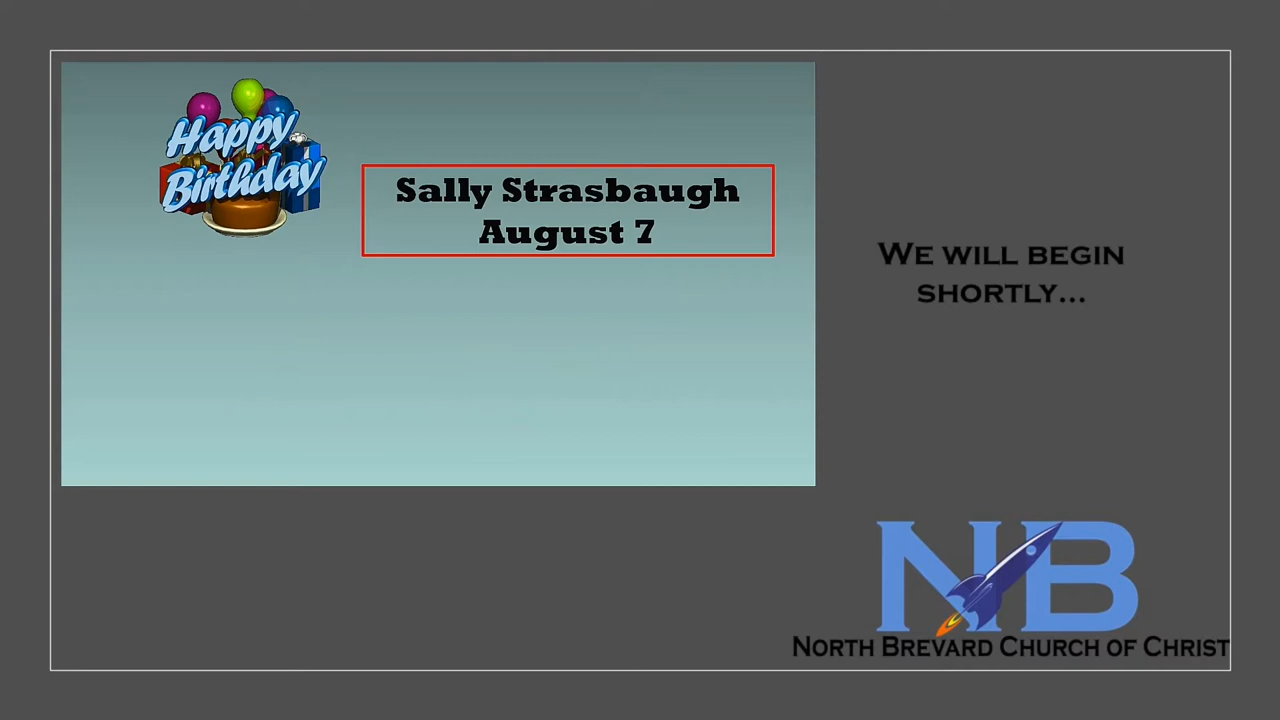 Happy
Birthday
Sally Strasbaugh
August 7
WE WILL BEGIN
SHORTLY...
NB
NORTH BREVARD CHURCH OF CHRIST